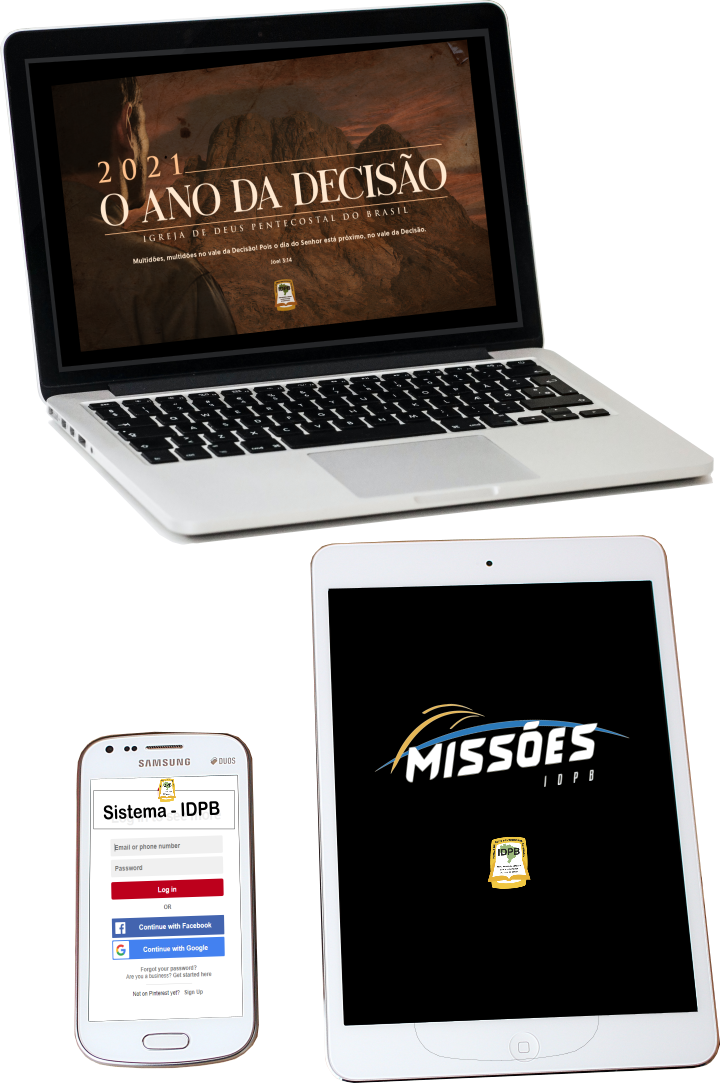 2021
O ANO DA DECISÃO
IGREJA DE DEUS PENTECOSTAL DO BRASIL
Multidões, multidões no vale da Decisão! Pois o dia do Senhor está próximo, no vale da Decisão.
Joel 3:14
MISSÕES
IDPB
IDPB
SAMSUNG
DUOS
Sistema - IDPB
Email or phone number
Password
Log in
OR
Continue with Facebook
Continue with Google
Forgot your password?
Are you a business? Get started here
Not on Pinterest yet? Sign Up